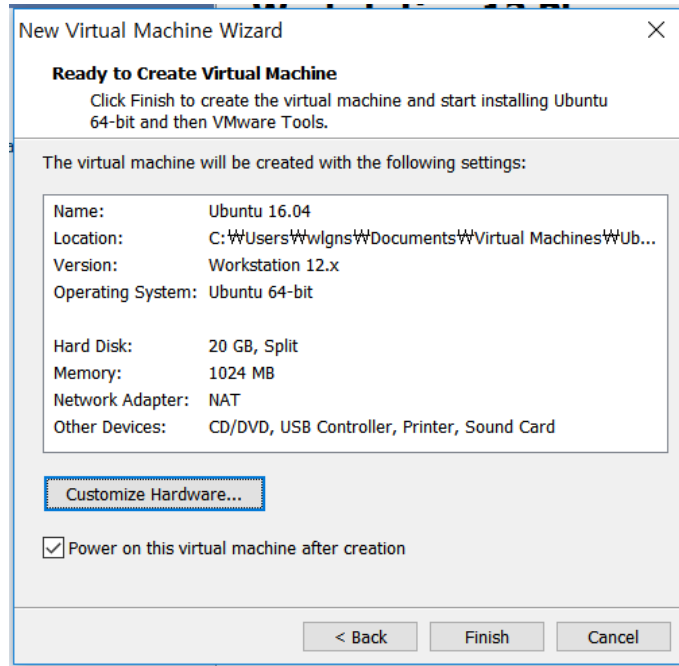 New Virtual Machine Wizard
Ready to Create Virtual Machine
Click Finish to create the virtual machine and start installing Ubuntu
64-bit and then VMware Tools.
The virtual machine will be created with the following settings:
Name: Ubuntu 16.04
Location: C:₩Users₩wlgns₩Documents₩Virtual Machines₩Ub...
Version: Workstation 12.x
Operating System: Ubuntu 64-bit
Hard Disk: 20 GB, Split
Memory: 1024 MB
Network Adapter: NAT
Other Devices: CD/DVD, USB Controller, Printer, Sound Card
Customize Hardware...
Power on this virtual machine after creation
< Back Finish Cancel